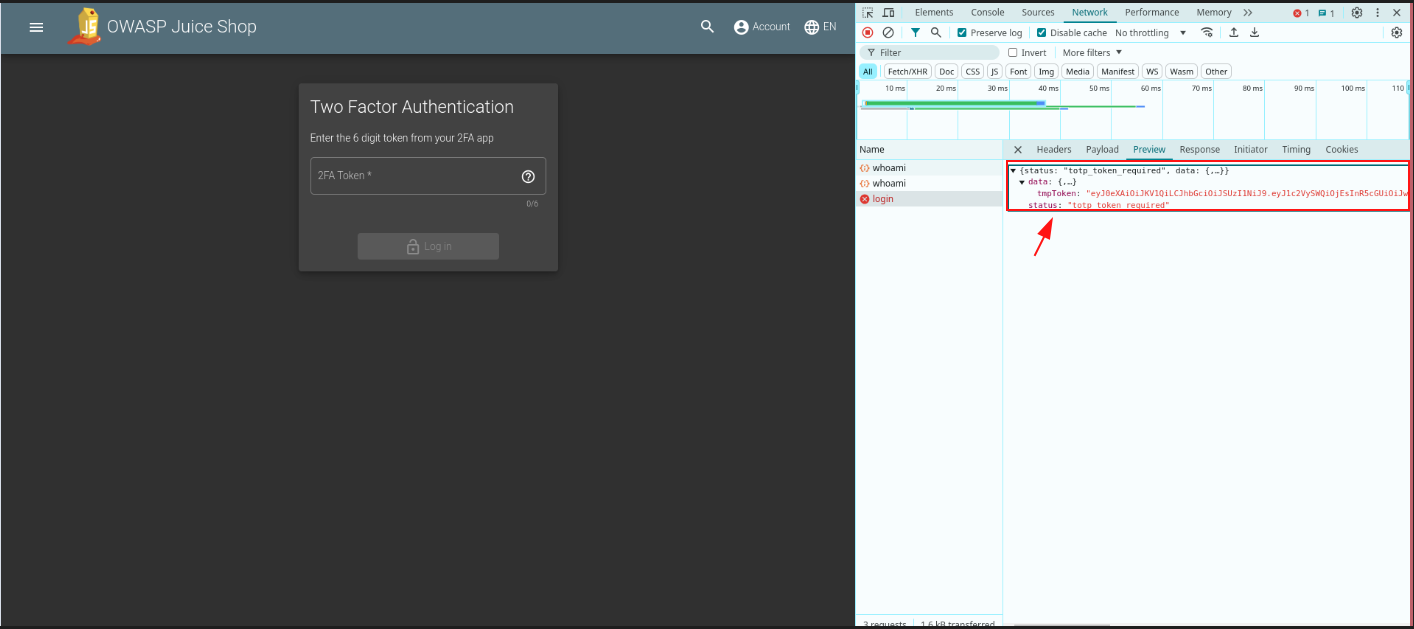 OWASP Juice Shop
Account
EN
Two Factor Authentication
Enter the 6 digit token from your 2FA app
2FA Token *
0/6
Log in
Elements Console Sources Network Performance Memory
1 1
Preserve log Disable cache No throttling
Filter Invert More filters
All Fetch/XHR Doc CSS JS Font Img Media Manifest WS Wasm Other
10 ms 20 ms 30 ms 40 ms 50 ms 60 ms 70 ms 80 ms 90 ms 100 ms 110
Name Headers Payload Preview Response Initiator Timing Cookies
whoami
whoami
login
{status: "totp_token_required", data: {,…}}
data: {,…}
tmpToken:
status: "totp_token_required"
3 requests 1.6 kB transferred